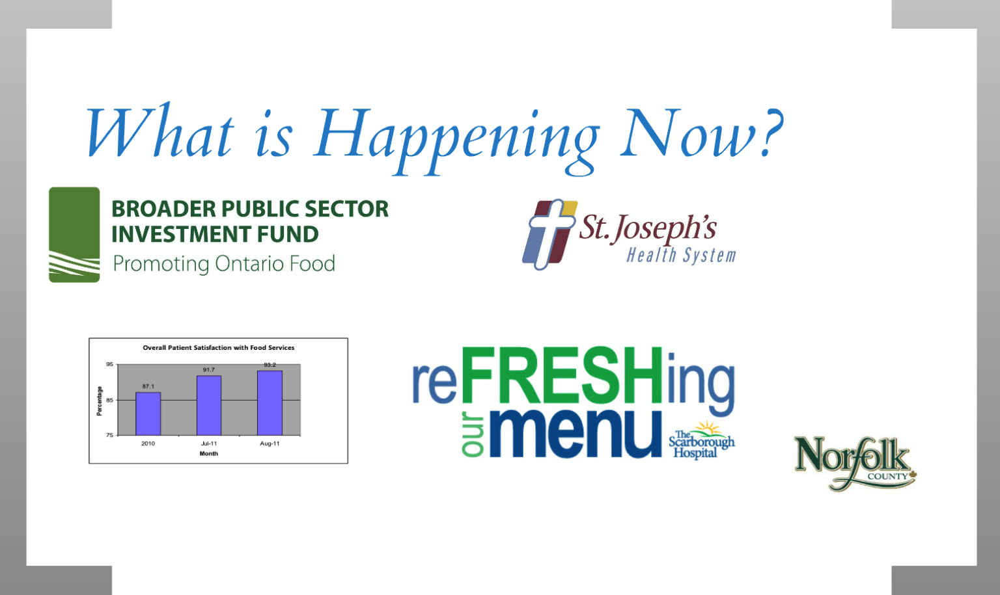 What is Happening Now?
BROADER PUBLIC SECTOR
INVESTMENT FUND
Promoting Ontario Food
St. Joseph's
Health System
Overall Patient Satisfaction with Food Services
95
85
75
Percentage
87.1
91.7
93.2
2010
Jul-11
Aug-11
Month
reFRESHing
our menu
The
Scarborough
Hospital
Norfolk
COUNTY